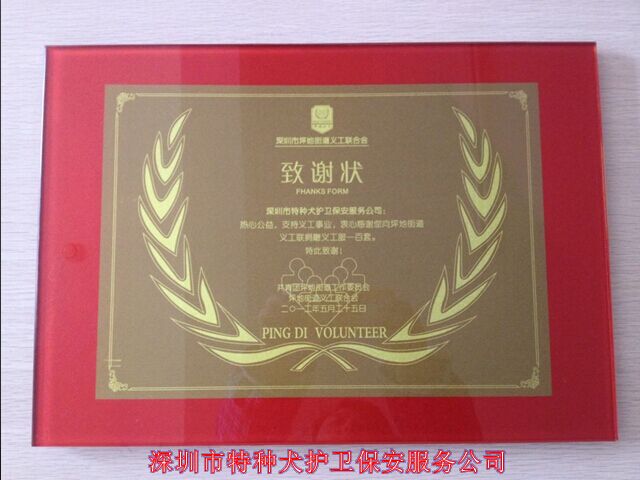 深圳市坪地街道义工联合会
致谢状
FHANKS FORM
深圳市特种犬护卫保安服务公司：
热心公益，支持义工事业，衷心感谢您向坪地街道
义工联捐赠义工服一百套。
特此致谢！
共青团坪地街道工作委员会
坪地街道义工联合会
二〇一二年五月二十五日
PING DI VOLUNTEER
深圳市特种犬护卫保安服务公司